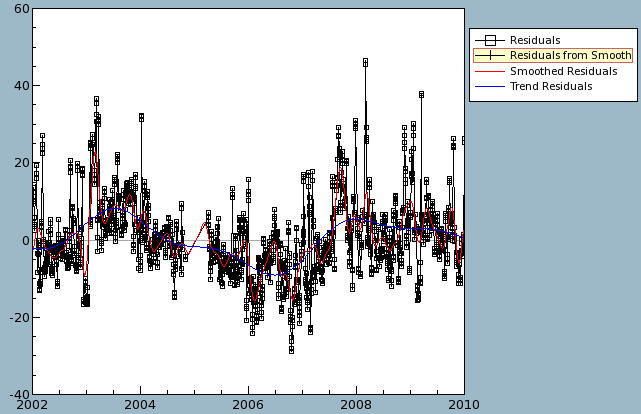 60
Residuals
Residuals from Smooth
Smoothed Residuals
Trend Residuals
40
20
0
-20
-40
2002 2004 2006 2008 2010